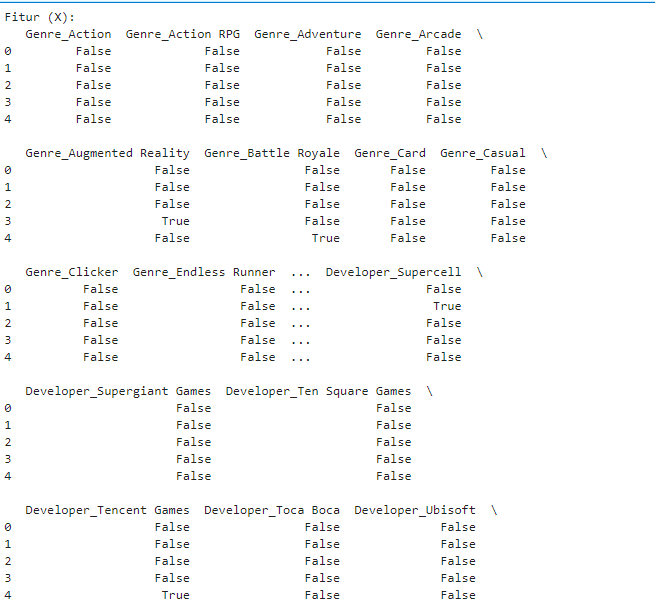 Fitur (X):
   Genre_Action  Genre_Action RPG  Genre_Adventure  Genre_Arcade  \
0         False             False            False         False
1         False             False            False         False
2         False             False            False         False
3         False             False            False         False
4         False             False            False         False

   Genre_Augmented Reality  Genre_Battle Royale  Genre_Card  Genre_Casual  \
0                    False                False       False         False
1                    False                False       False         False
2                    False                False       False         False
3                     True                False       False         False
4                    False                 True       False         False

   Genre_Clicker  Genre_Endless Runner  ...  Developer_Supercell  \
0          False                 False  ...                False
1          False                 False  ...                 True
2          False                 False  ...                False
3          False                 False  ...                False
4          False                 False  ...                False

   Developer_Supergiant Games  Developer_Ten Square Games  \
0                       False                       False
1                       False                       False
2                       False                       False
3                       False                       False
4                       False                       False

   Developer_Tencent Games  Developer_Toca Boca  Developer_Ubisoft  \
0                    False                False              False
1                    False                False              False
2                    False                False              False
3                    False                False              False
4                     True                False              False